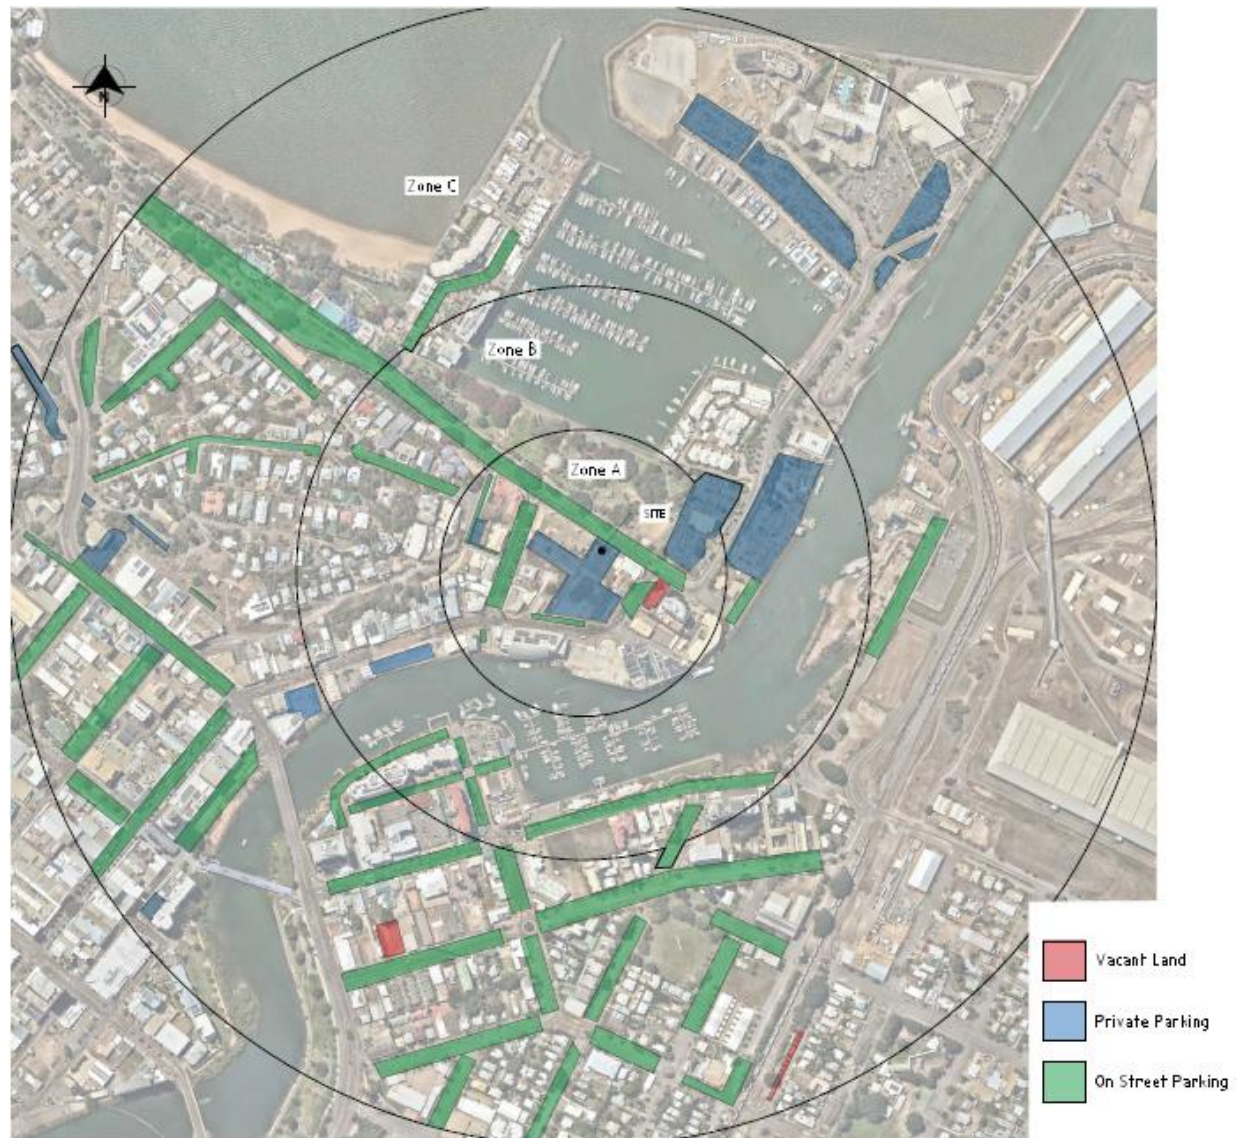 N
Zone C
Zone B
Zone A
SITE
Vacant Land
Private Parking
On Street Parking